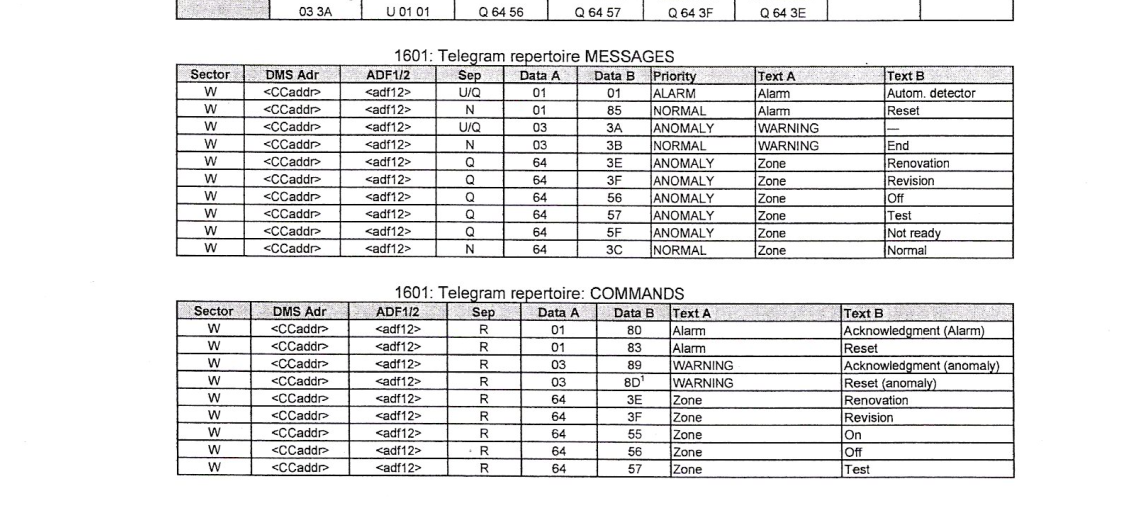 03 3A U 01 01 Q 64 56 Q 64 57 Q 64 3F Q 64 3E
1601: Telegram repertoire MESSAGES
Sector DMS Adr ADF1/2 Sep Data A Data B Priority Text A Text B
W <CCaddr> <adf12> U/Q 01 01 ALARM Alarm Autom. detector
W <CCaddr> <adf12> N 01 85 NORMAL Alarm Reset
W <CCaddr> <adf12> U/Q 03 3A ANOMALY WARNING —
W <CCaddr> <adf12> N 03 3B NORMAL WARNING End
W <CCaddr> <adf12> Q 64 3E ANOMALY Zone Renovation
W <CCaddr> <adf12> Q 64 3F ANOMALY Zone Revision
W <CCaddr> <adf12> Q 64 56 ANOMALY Zone Off
W <CCaddr> <adf12> Q 64 57 ANOMALY Zone Test
W <CCaddr> <adf12> Q 64 5F ANOMALY Zone Not ready
W <CCaddr> <adf12> N 64 3C NORMAL Zone Normal
1601: Telegram repertoire: COMMANDS
Sector DMS Adr ADF1/2 Sep Data A Data B Text A Text B
W <CCaddr> <adf12> R 01 80 Alarm Acknowledgment (Alarm)
W <CCaddr> <adf12> R 01 83 Alarm Reset
W <CCaddr> <adf12> R 03 89 WARNING Acknowledgment (anomaly)
W <CCaddr> <adf12> R 03 8D¹ WARNING Reset (anomaly)
W <CCaddr> <adf12> R 64 3E Zone Renovation
W <CCaddr> <adf12> R 64 3F Zone Revision
W <CCaddr> <adf12> R 64 55 Zone On
W <CCaddr> <adf12> R 64 56 Zone Off
W <CCaddr> <adf12> R 64 57 Zone Test